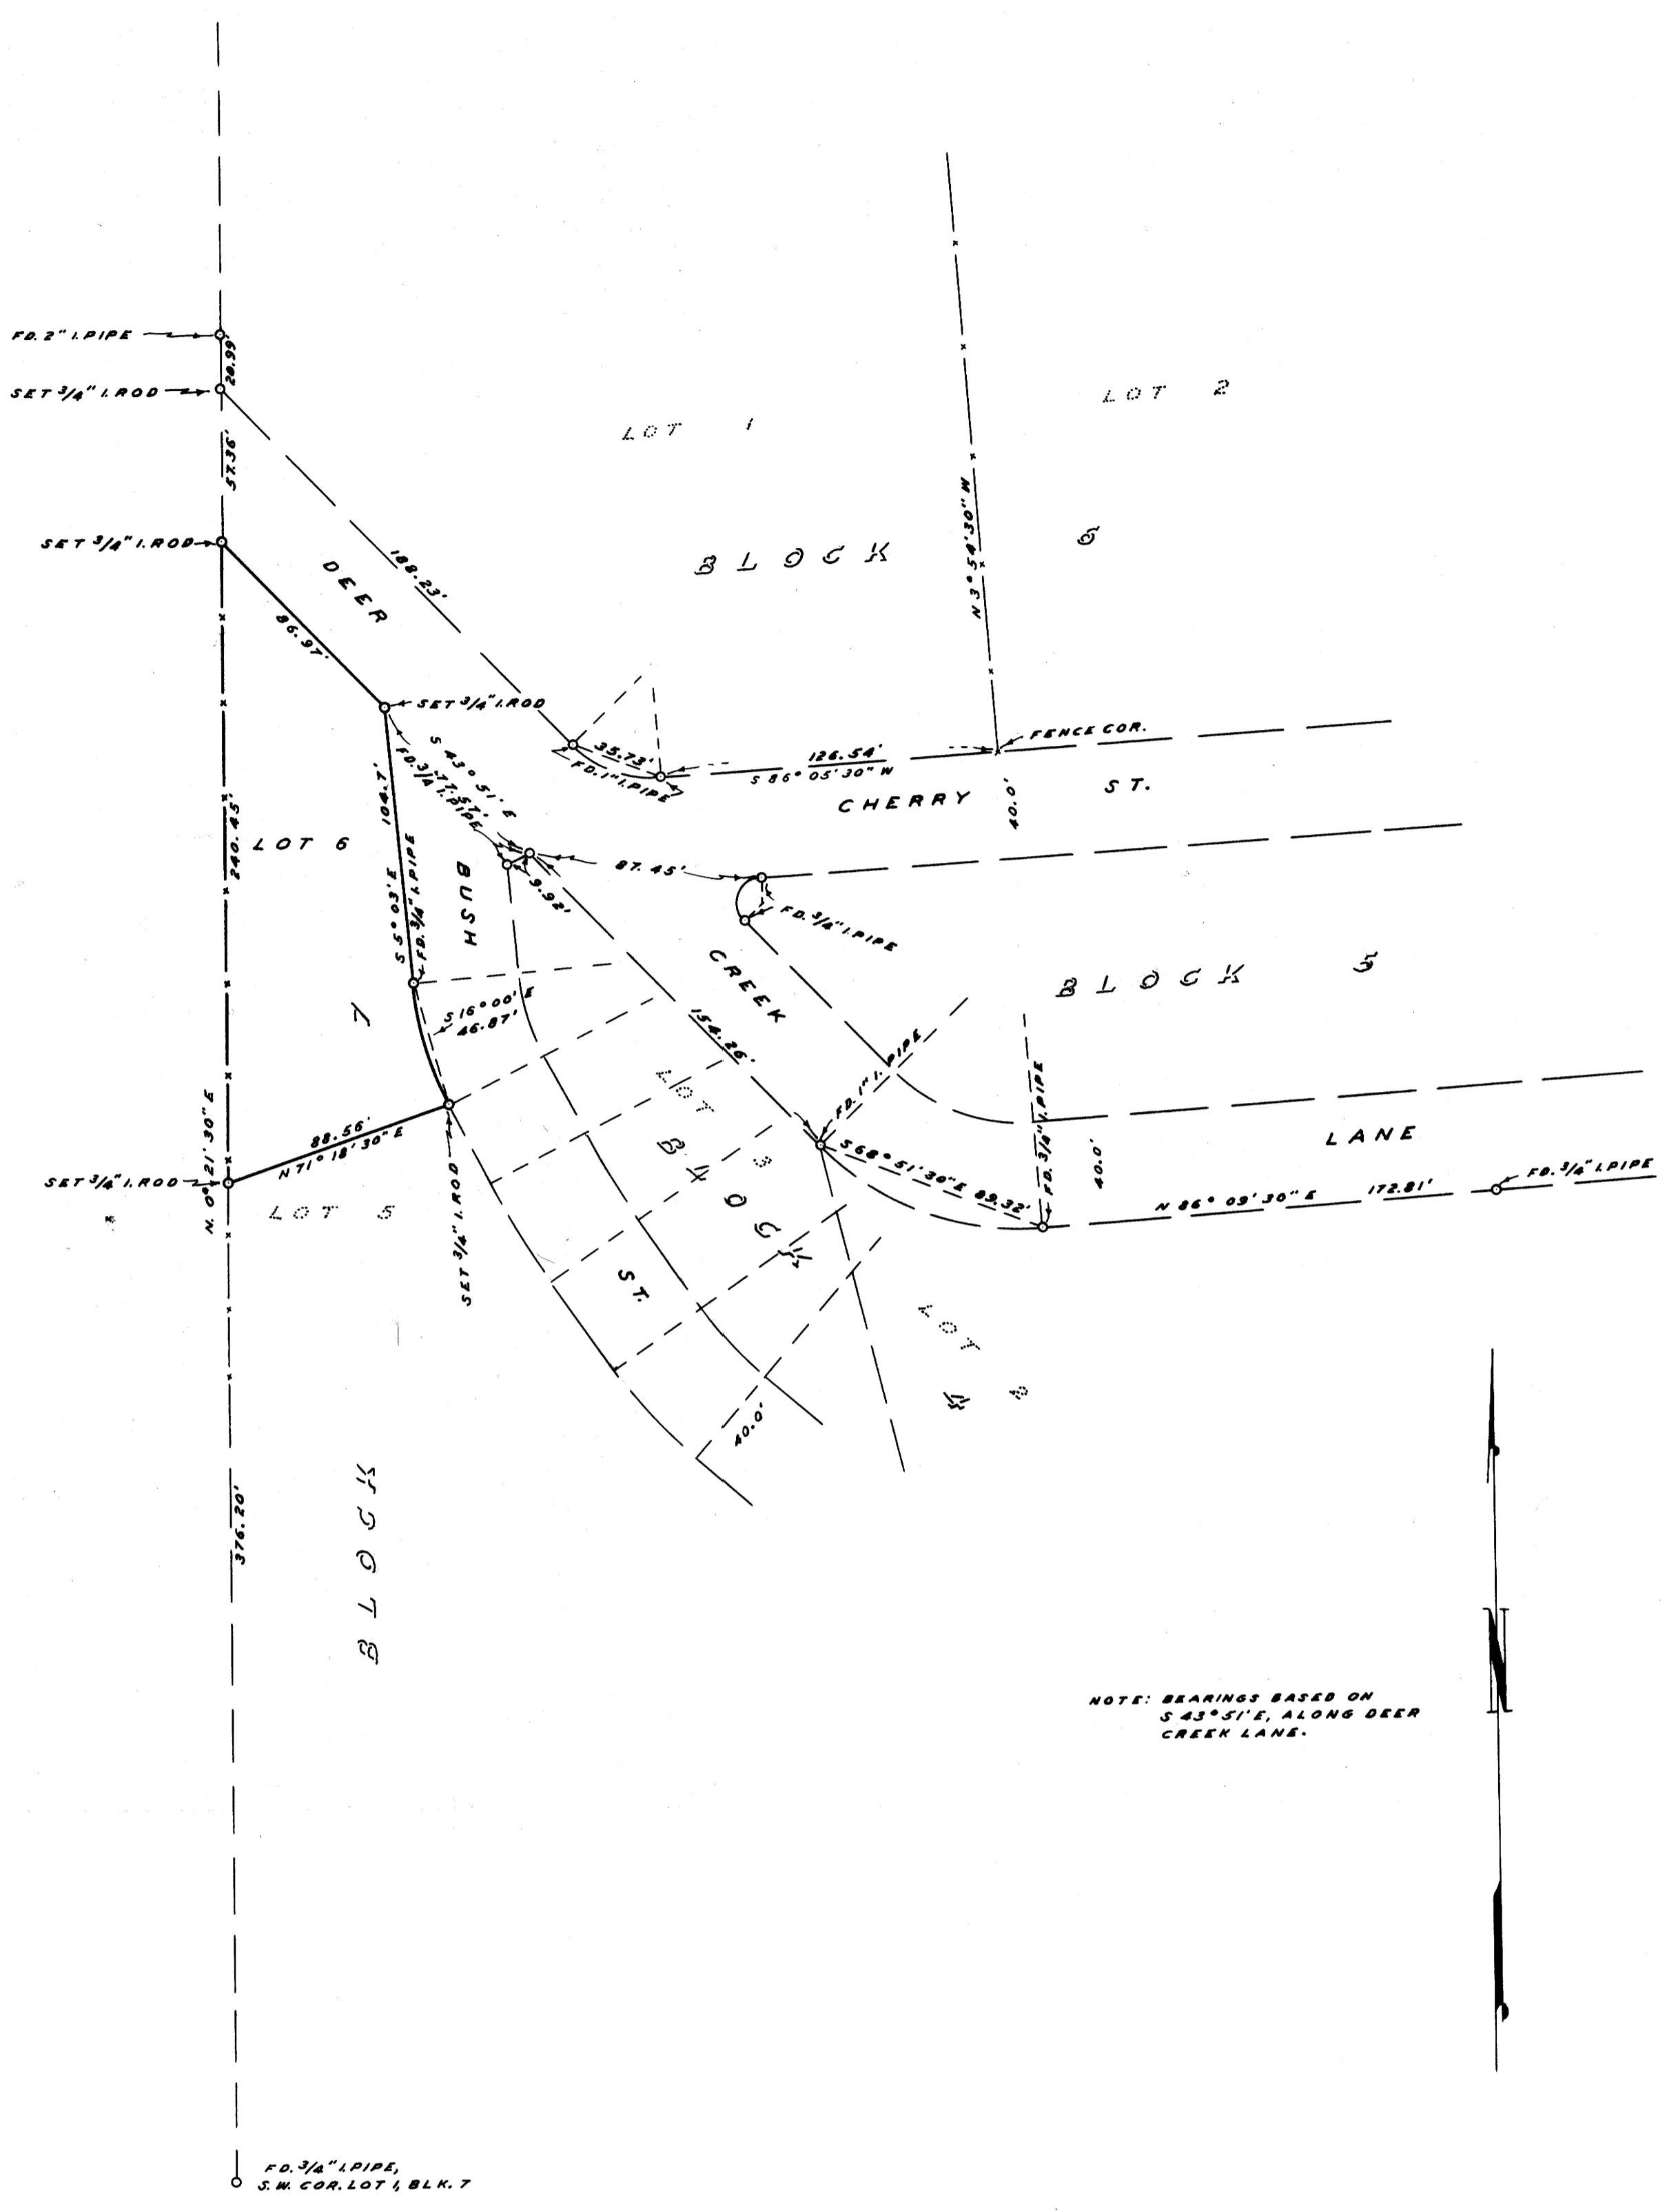 FD. 2" I. PIPE
20.99'
SET 3/4" I. ROD
57.36'
LOT 1
LOT 2
BLOCK 6
N 3° 54' 30" W
SET 3/4" I. ROD
DEER
188.23'
86.97'
SET 3/4" I. ROD
S 43° 51' E
77.57'
FD. 3/4" I. PIPE
35.73'
FD. 1" I. PIPE
126.54'
S 86° 05' 30" W
FENCE COR.
CHERRY ST.
40.0'
104.7'
S 5° 03' E
FD. 3/4" I. PIPE
240.45'
LOT 6
BUSH
9.92'
87.45'
FD. 3/4" I. PIPE
CREEK
BLOCK 5
7
S 16° 00' E
46.87'
154.26'
FD. 1" I. PIPE
FD. 3/4" I. PIPE
LANE
40.0'
LOT 3
BLOCK 4
88.56'
N 71° 18' 30" E
N. 0° 21' 30" E
SET 3/4" I. ROD
LOT 5
SET 3/4" I. ROD
S 68° 51' 30" E 89.32'
N 86° 09' 30" E 172.81'
FD. 3/4" I. PIPE
ST.
LOT 2
40.0'
376.20'
BLOCK
N
NOTE: BEARINGS BASED ON
S 43° 51' E, ALONG DEER
CREEK LANE.
FD. 3/4" I. PIPE,
S.W. COR. LOT 1, BLK. 7